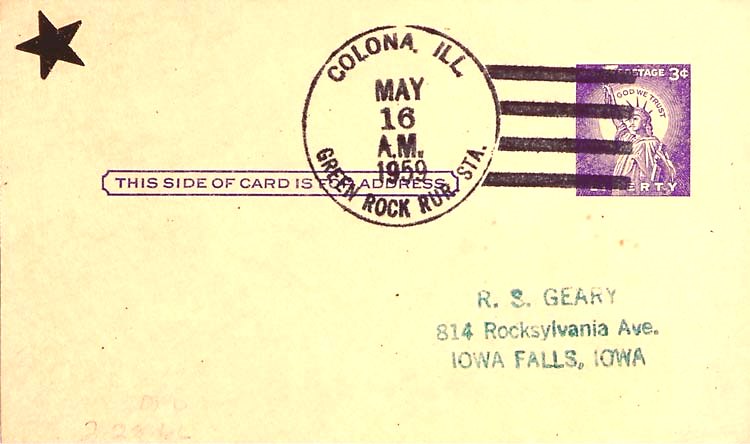 COLONA, ILL.
MAY
16
A.M.
1959
GREEN ROCK RUR. STA.
POSTAGE 3¢
IN GOD WE TRUST
LIBERTY
THIS SIDE OF CARD IS FOR ADDRESS
R. S. GEARY
814 Rocksylvania Ave.
IOWA FALLS, IOWA